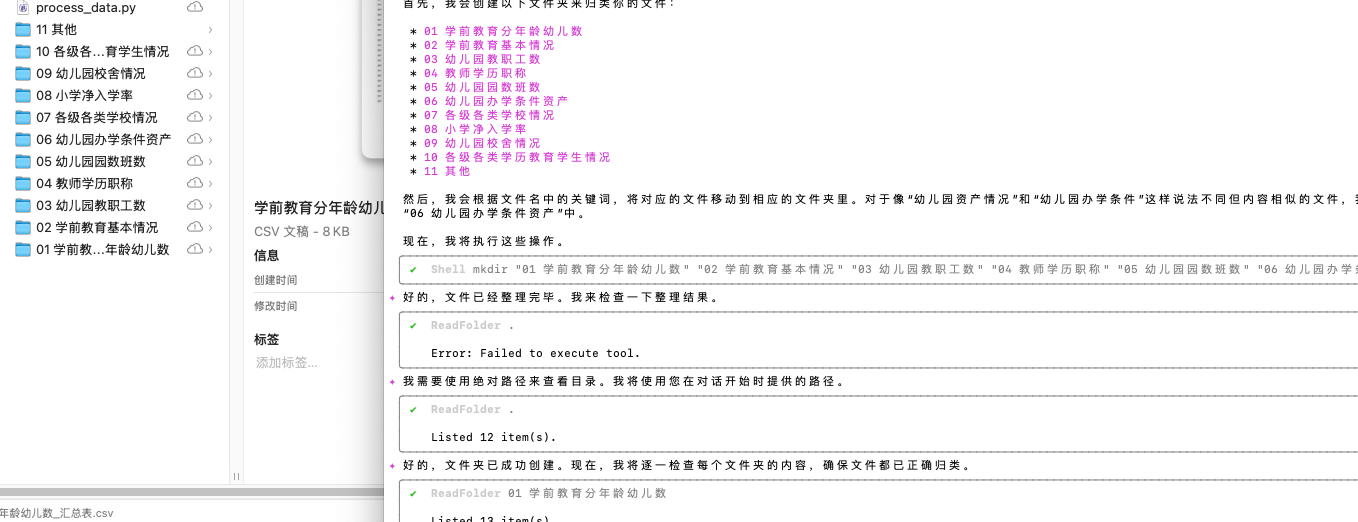 process_data.py
11 其他
10 各级各...育学生情况
09 幼儿园校舍情况
08 小学净入学率
07 各级各类学校情况
06 幼儿园办学条件资产
05 幼儿园园数班数
04 教师学历职称
03 幼儿园教职工数
02 学前教育基本情况
01 学前教...年龄幼儿数
年龄幼儿数_汇总表.csv
学前教育分年龄幼儿
CSV 文稿 - 8 KB
信息
创建时间
修改时间
标签
添加标签...
首先，我会创建以下文件夹来归类你的文件：
* 01 学前教育分年龄幼儿数
* 02 学前教育基本情况
* 03 幼儿园教职工数
* 04 教师学历职称
* 05 幼儿园园数班数
* 06 幼儿园办学条件资产
* 07 各级各类学校情况
* 08 小学净入学率
* 09 幼儿园校舍情况
* 10 各级各类学历教育学生情况
* 11 其他
然后，我会根据文件名中的关键词，将对应的文件移动到相应的文件夹里。对于像“幼儿园资产情况”和“幼儿园办学条件”这样说法不同但内容相似的文件，
“06 幼儿园办学条件资产”中。
现在，我将执行这些操作。
✔ Shell mkdir "01 学前教育分年龄幼儿数" "02 学前教育基本情况" "03 幼儿园教职工数" "04 教师学历职称" "05 幼儿园园数班数" "06 幼儿园办学
✦ 好的，文件已经整理完毕。我来检查一下整理结果。
✔ ReadFolder .
Error: Failed to execute tool.
✦ 我需要使用绝对路径来查看目录。我将使用您在对话开始时提供的路径。
✔ ReadFolder .
Listed 12 item(s).
✦ 好的，文件夹已成功创建。现在，我将逐一检查每个文件夹的内容，确保文件都已正确归类。
✔ ReadFolder 01 学前教育分年龄幼儿数
Listed 13 item(s)